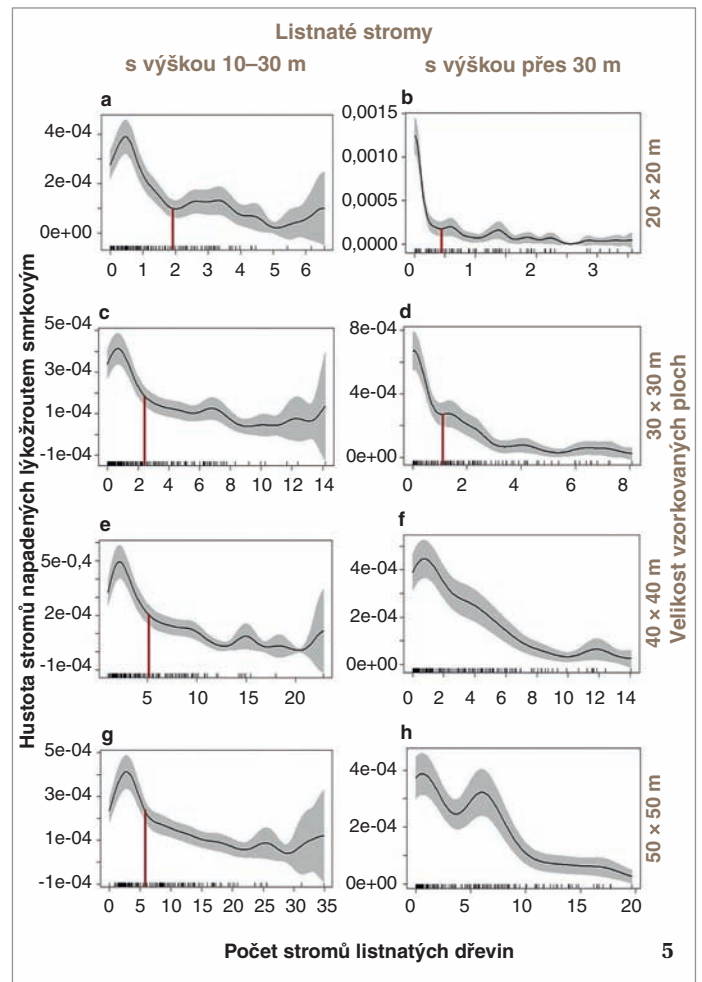 Listnaté stromy
s výškou 10–30 m
s výškou přes 30 m
a
4e-04
2e-04
0e+00
0 1 2 3 4 5 6
b
0,0015
0,0010
0,0005
0,0000
0 1 2 3
20 × 20 m
c
5e-04
3e-04
1e-04
-1e-04
0 2 4 6 8 10 12 14
d
8e-04
4e-04
0e+00
0 2 4 6 8
30 × 30 m
e
5e-0,4
2e-04
-1e-04
5 10 15 20
f
4e-04
2e-04
0e+00
0 2 4 6 8 10 12 14
40 × 40 m
g
5e-04
3e-04
1e-04
-1e-04
0 5 10 15 20 25 30 35
h
4e-04
2e-04
0e+00
0 5 10 15 20
50 × 50 m
Hustota stromů napadených lýkožroutem smrkovým
Velikost vzorkovaných ploch
Počet stromů listnatých dřevin
5